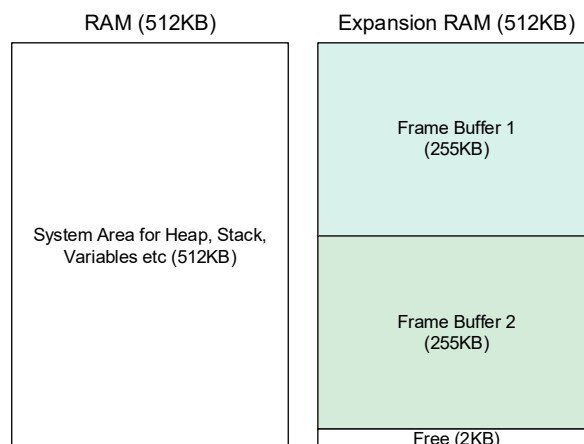 RAM (512KB)
Expansion RAM (512KB)
Frame Buffer 1
(255KB)
System Area for Heap, Stack,
Variables etc (512KB)
Frame Buffer 2
(255KB)
Free (2KB)